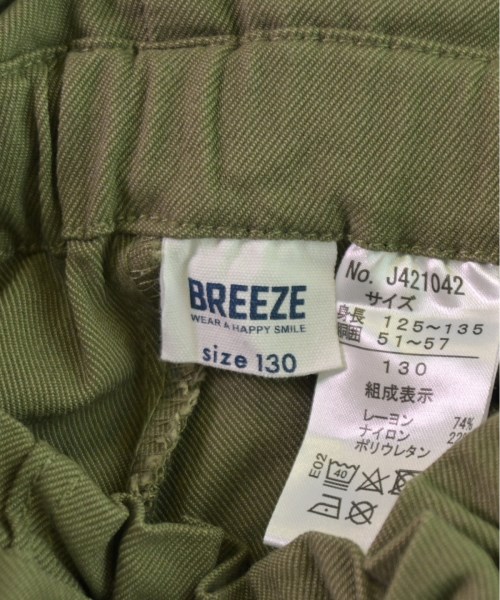 BREEZE
WEAR A HAPPY SMILE
size 130
No. J421042
サイズ
身長 125~135
胴囲 51~57
130
組成表示
レーヨン 74%
ナイロン
ポリウレタン
E02
40